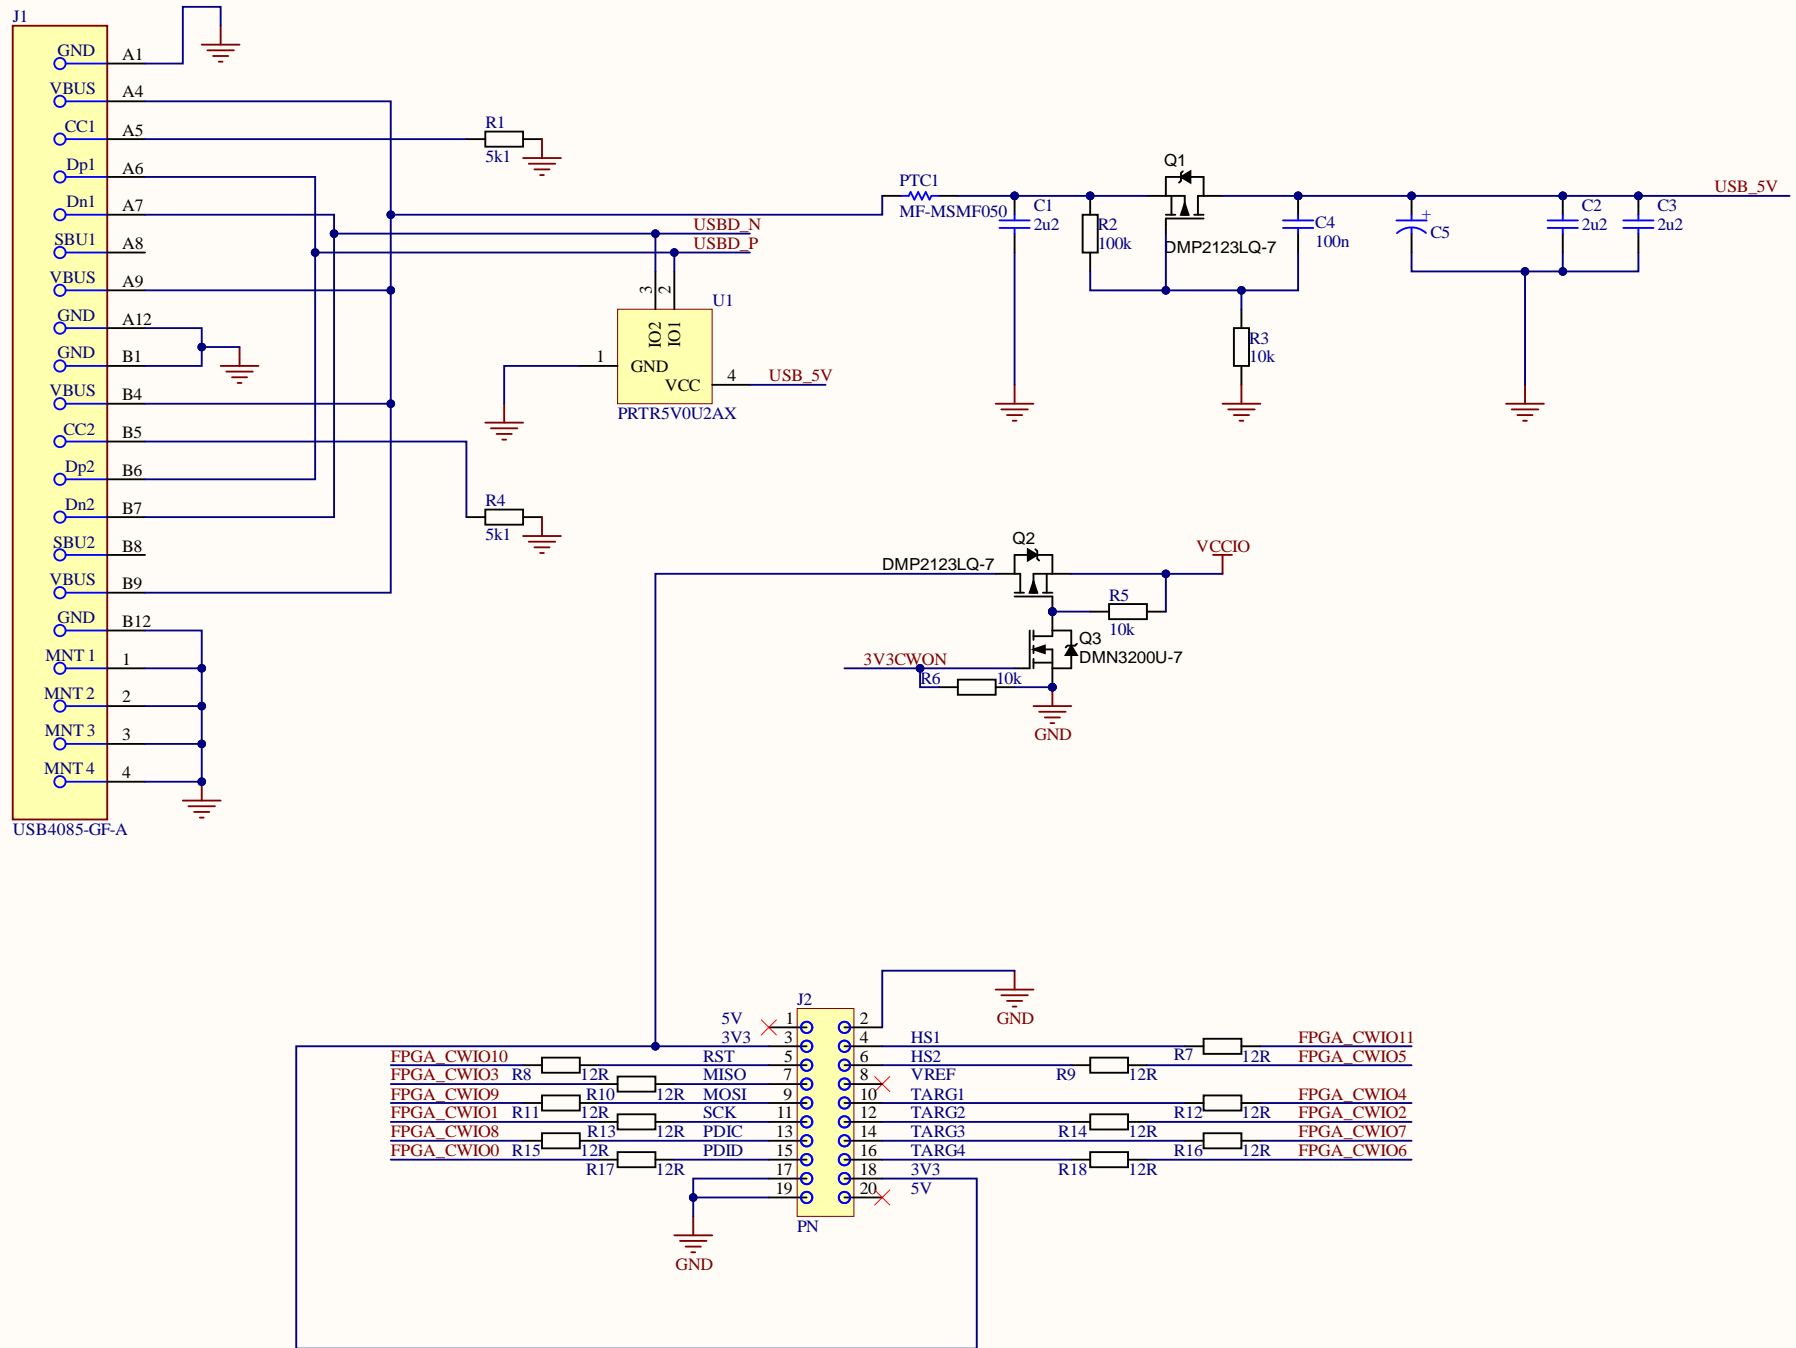 J1
GND A1
VBUS A4
CC1 A5
Dp1 A6
Dn1 A7
SBU1 A8
VBUS A9
GND A12
GND B1
VBUS B4
CC2 B5
Dp2 B6
Dn2 B7
SBU2 B8
VBUS B9
GND B12
MNT1 1
MNT2 2
MNT3 3
MNT4 4
USB4085-GF-A
R1
5k1
R4
5k1
USBD_N
USBD_P
3 2
U1
IO2 IO1
1 GND
VCC 4 USB_5V
PRTR5V0U2AX
PTC1
MF-MSMF050
C1
2u2
R2
100k
Q1
DMP2123LQ-7
C4
100n
R3
10k
+
C5
C2
2u2
C3
2u2
USB_5V
Q2
DMP2123LQ-7
VCCIO
R5
10k
Q3
DMN3200U-7
3V3CWON
R6 10k
GND
J2
GND
5V 1 2
3V3 3 4 HS1 R7 12R FPGA_CWIO11
FPGA_CWIO10 R8 12R RST 5 6 HS2 R9 12R FPGA_CWIO5
FPGA_CWIO3 R10 12R MISO 7 8 VREF
FPGA_CWIO9 R11 12R MOSI 9 10 TARG1 R12 12R FPGA_CWIO4
FPGA_CWIO1 R13 12R SCK 11 12 TARG2 R14 12R FPGA_CWIO2
FPGA_CWIO8 R15 12R PDIC 13 14 TARG3 R16 12R FPGA_CWIO7
FPGA_CWIO0 R17 12R PDID 15 16 TARG4 R18 12R FPGA_CWIO6
17 18 3V3
19 20 5V
PN
GND